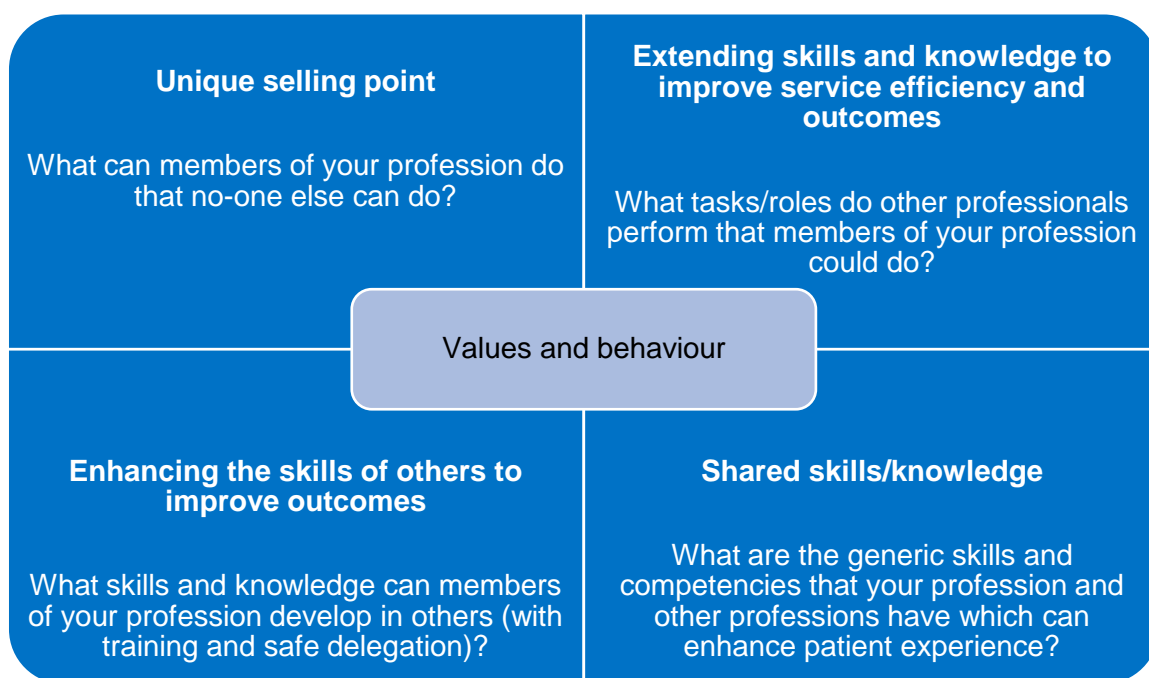 Unique selling point
What can members of your profession do
that no-one else can do?
Extending skills and knowledge to
improve service efficiency and
outcomes
What tasks/roles do other professionals
perform that members of your profession
could do?
Values and behaviour
Enhancing the skills of others to
improve outcomes
What skills and knowledge can members
of your profession develop in others (with
training and safe delegation)?
Shared skills/knowledge
What are the generic skills and
competencies that your profession and
other professions have which can
enhance patient experience?